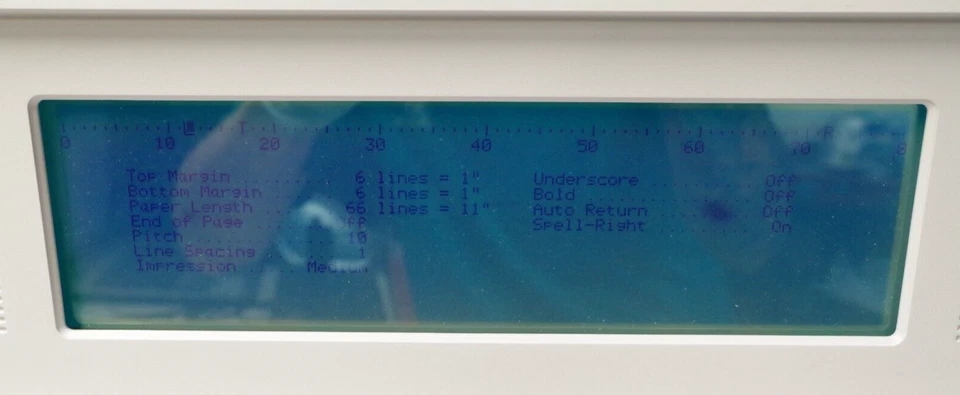 T R
0 10 20 30 40 50 60 70
Top Margin ........ 6 lines = 1"
Bottom Margin ..... 6 lines = 1"
Paper Length ...... 66 lines = 11"
End of Page ....... Off
Pitch ............. 10
Line Spacing ...... 1
Impression ..... Medium
Underscore .......... Off
Bold ................ Off
Auto Return ......... Off
Spell-Right ......... On